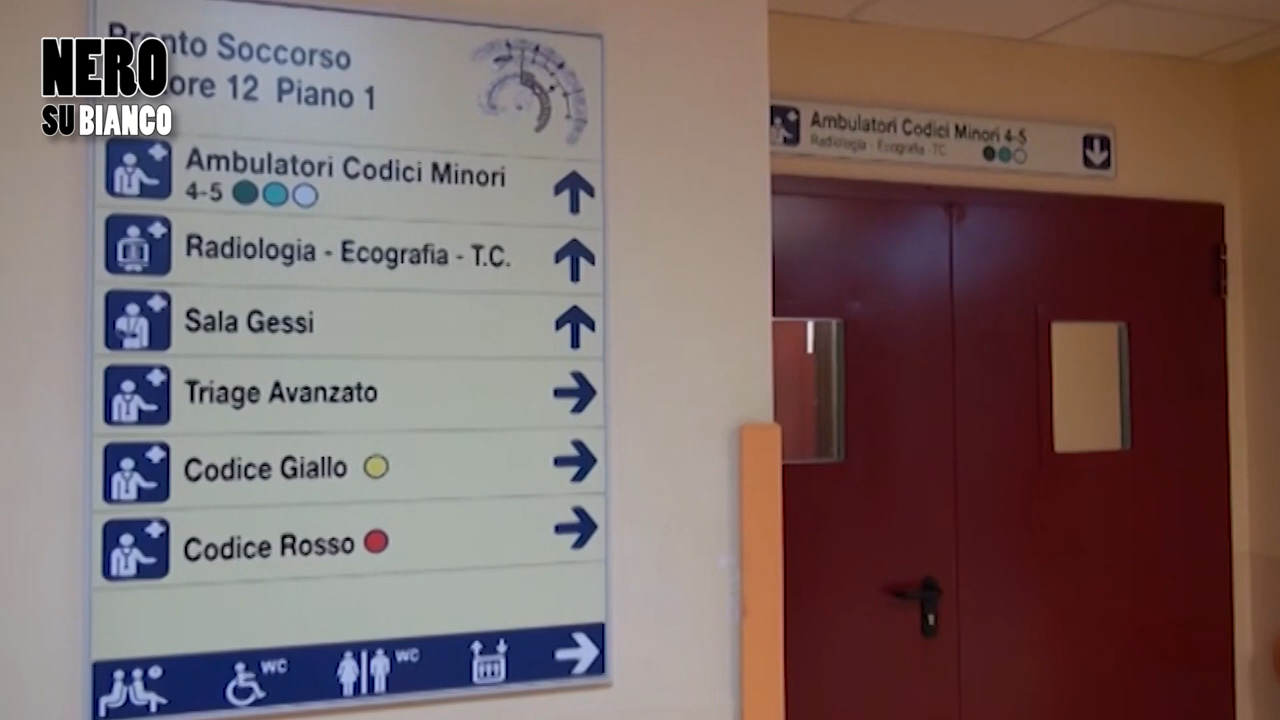 NERO
SU BIANCO
Pronto Soccorso
ore 12 Piano 1
Ambulatori Codici Minori
4-5
Radiologia - Ecografia - T.C.
Sala Gessi
Triage Avanzato
Codice Giallo
Codice Rosso
WC
WC
Ambulatori Codici Minori 4-5
Radiologia - Ecografia - TC